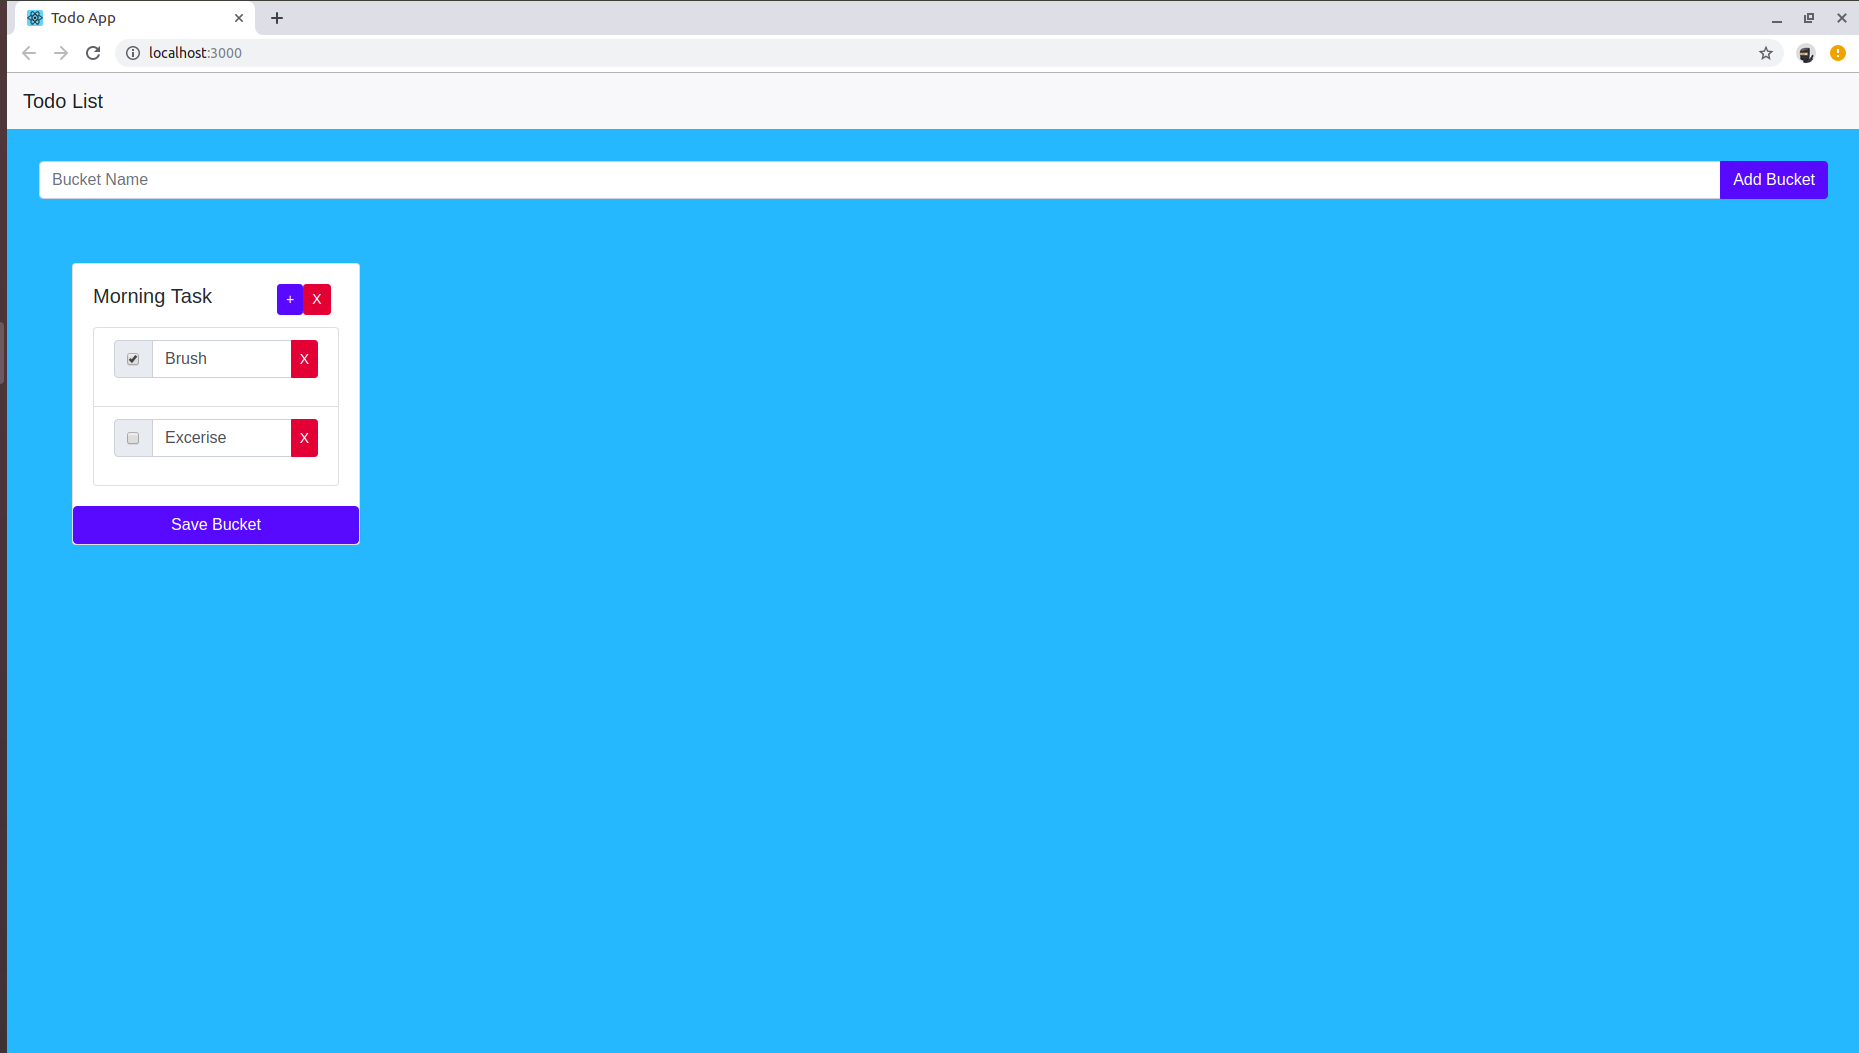 Todo App
localhost:3000
Todo List
Bucket Name
Add Bucket
Morning Task + X
Brush X
Excerise X
Save Bucket